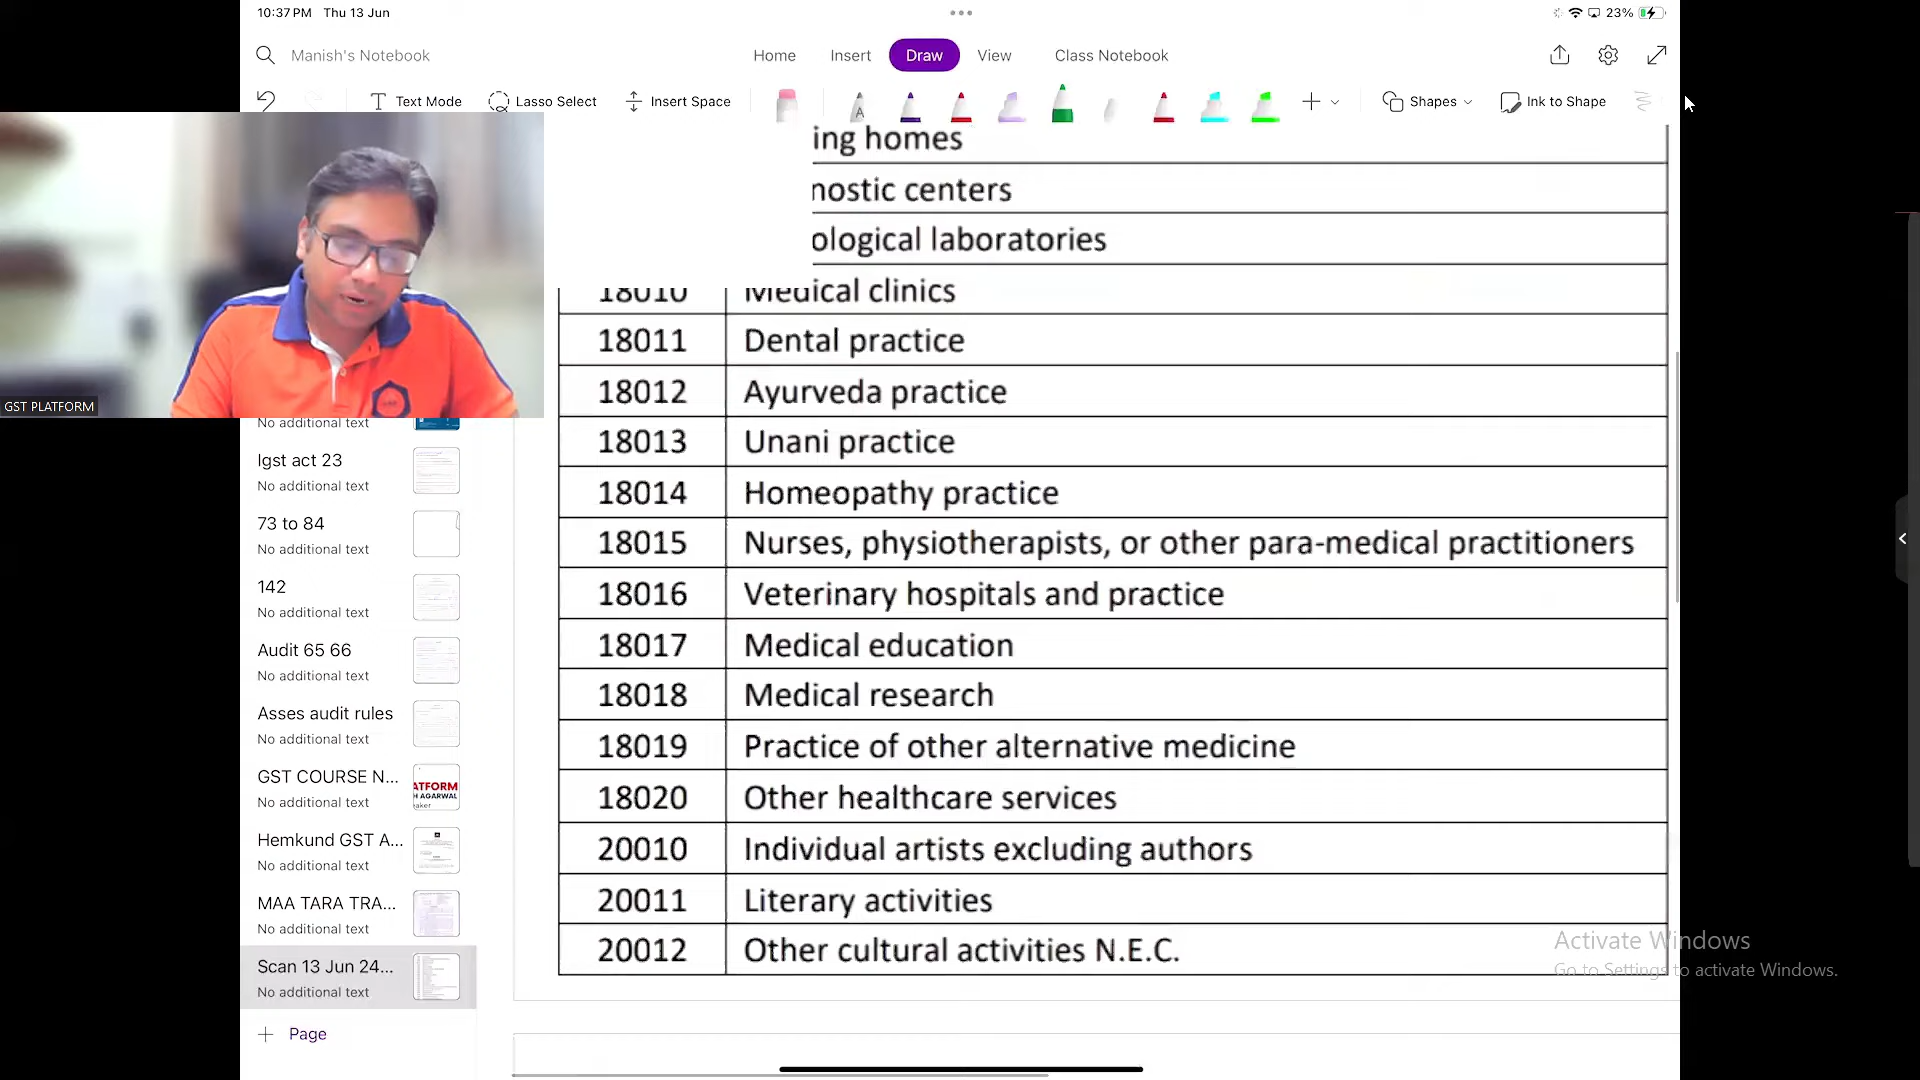 10:37 PM Thu 13 Jun
23%
Manish's Notebook
Home Insert Draw View Class Notebook
Text Mode Lasso Select Insert Space Shapes Ink to Shape
ing homes
nostic centers
ological laboratories
18010 Medical clinics
18011 Dental practice
18012 Ayurveda practice
18013 Unani practice
18014 Homeopathy practice
18015 Nurses, physiotherapists, or other para-medical practitioners
18016 Veterinary hospitals and practice
18017 Medical education
18018 Medical research
18019 Practice of other alternative medicine
18020 Other healthcare services
20010 Individual artists excluding authors
20011 Literary activities
20012 Other cultural activities N.E.C.
GST PLATFORM
No additional text
Igst act 23
No additional text
73 to 84
No additional text
142
No additional text
Audit 65 66
No additional text
Asses audit rules
No additional text
GST COURSE N...
No additional text
ATFORM
H AGARWAL
Hemkund GST A...
No additional text
MAA TARA TRA...
No additional text
Scan 13 Jun 24...
No additional text
Page
Activate Windows
Go to Settings to activate Windows.